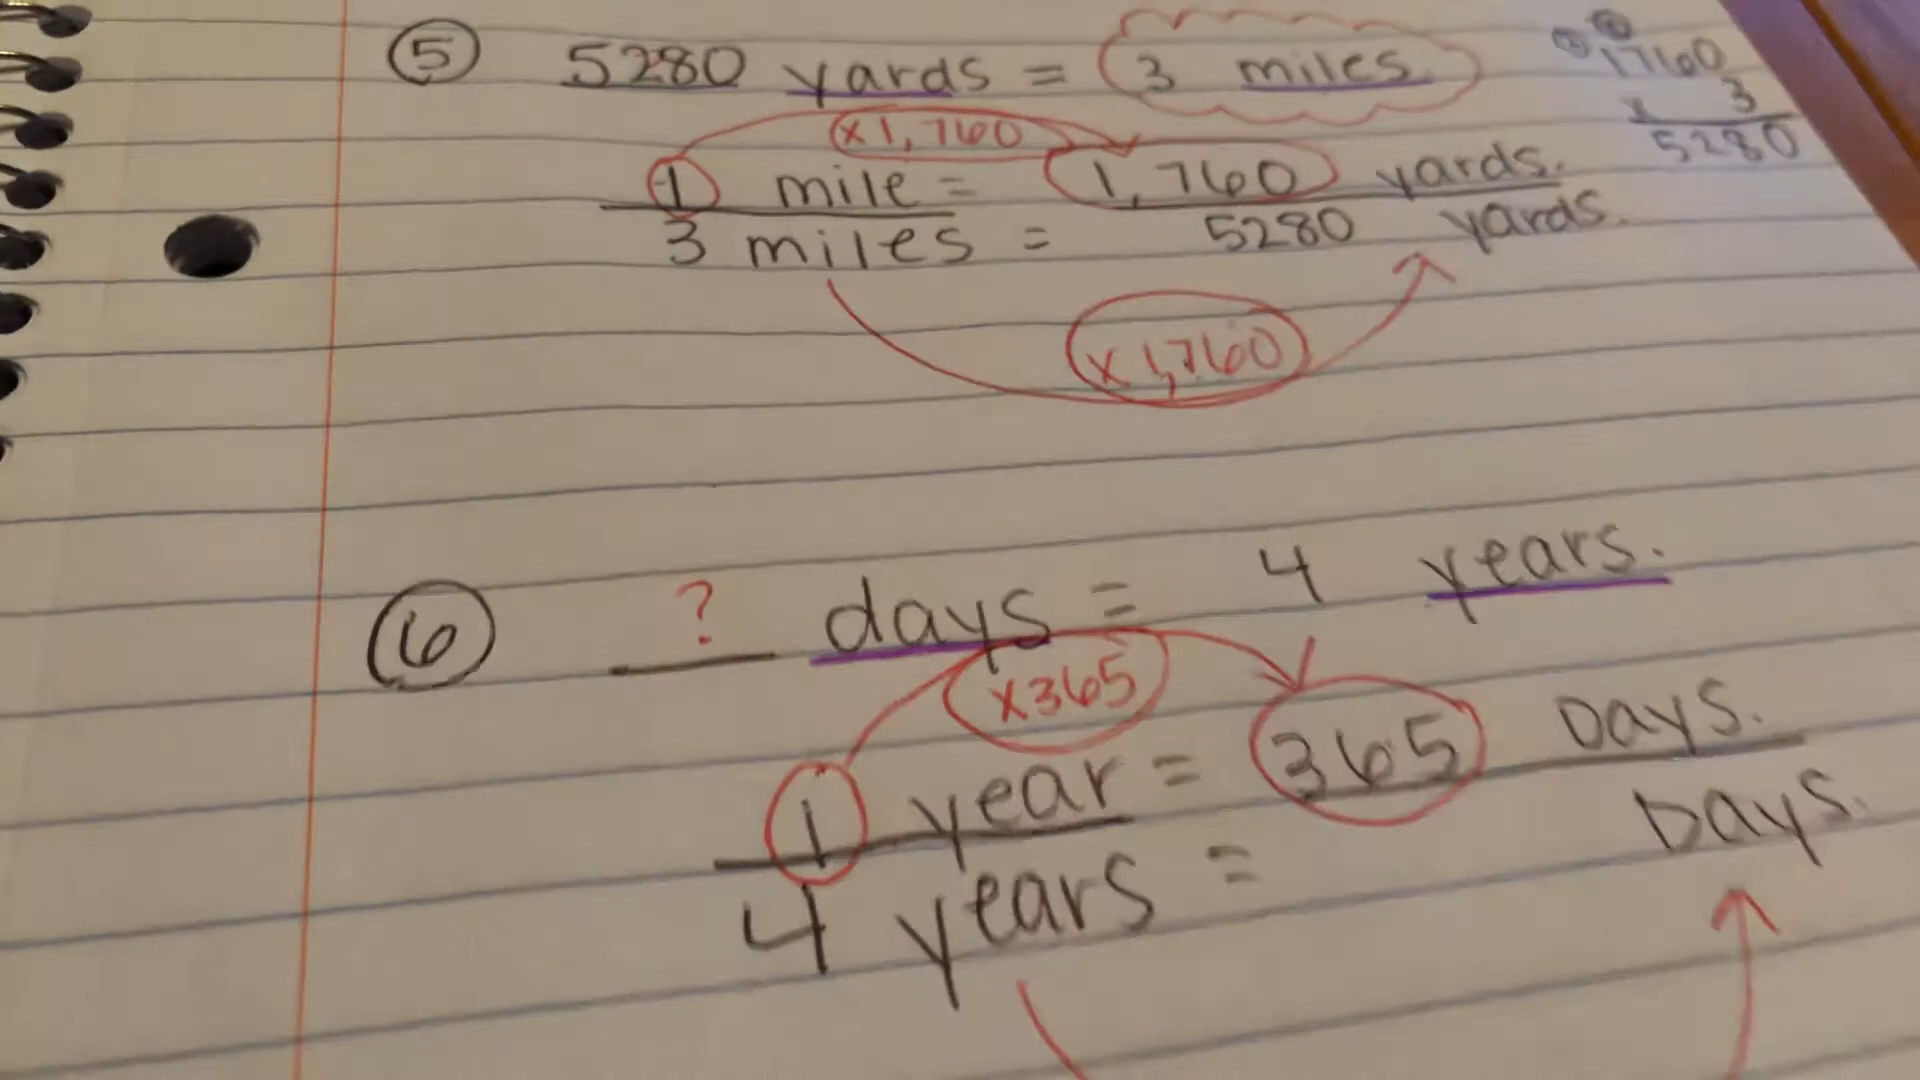 ⑤ 5280 yards = 3 miles
x1,760
1 mile = 1,760 yards.
3 miles = 5280 yards.
x1,760
1760
x 3
5280
⑥ ? days = 4 years.
x365
1 year = 365 Days.
4 years = Days.